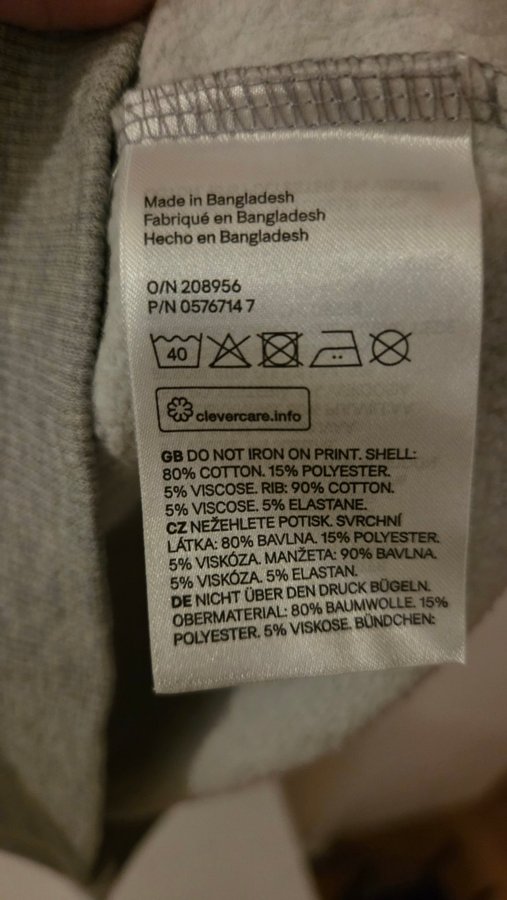 Made in Bangladesh
Fabriqué en Bangladesh
Hecho en Bangladesh
O/N 208956
P/N 0576714 7
40
clevercare.info
GB DO NOT IRON ON PRINT. SHELL:
80% COTTON. 15% POLYESTER.
5% VISCOSE. RIB: 90% COTTON.
5% VISCOSE. 5% ELASTANE.
CZ NEŽEHLETE POTISK. SVRCHNÍ
LÁTKA: 80% BAVLNA. 15% POLYESTER.
5% VISKÓZA. MANŽETA: 90% BAVLNA.
5% VISKÓZA. 5% ELASTAN.
DE NICHT ÜBER DEN DRUCK BÜGELN.
OBERMATERIAL: 80% BAUMWOLLE. 15%
POLYESTER. 5% VISKOSE. BÜNDCHEN: